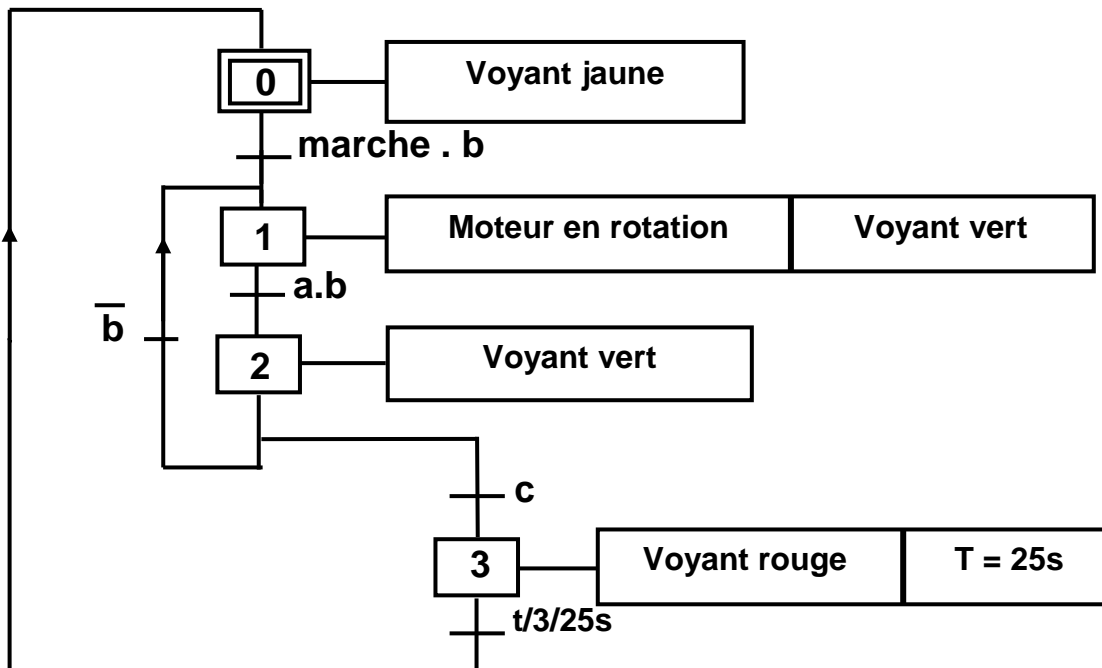 0 Voyant jaune
marche . b
1 Moteur en rotation Voyant vert
a.b
b̅
2 Voyant vert
c
3 Voyant rouge T = 25s
t/3/25s